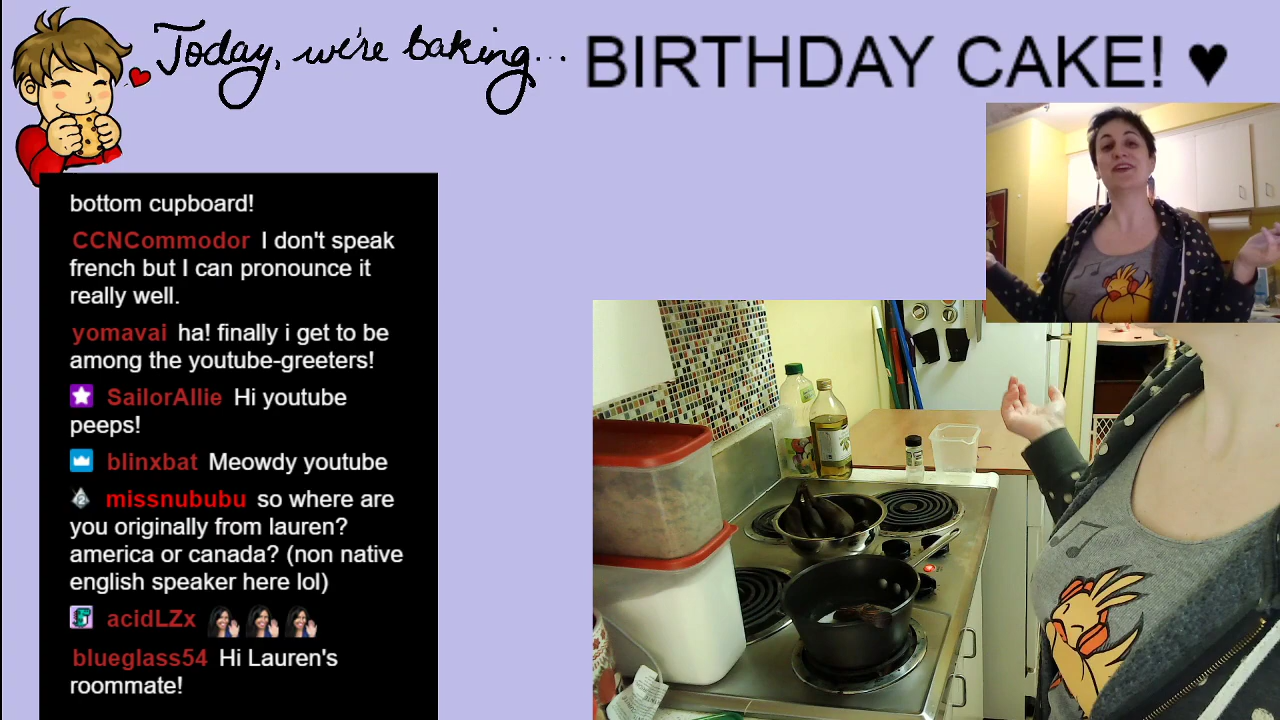 Today, we're baking... BIRTHDAY CAKE! ♥
bottom cupboard!
CCNCommodor I don't speak
french but I can pronounce it
really well.
yomavai ha! finally i get to be
among the youtube-greeters!
SailorAllie Hi youtube
peeps!
blinxbat Meowdy youtube
missnububu so where are
you originally from lauren?
america or canada? (non native
english speaker here lol)
acidLZx
blueglass54 Hi Lauren's
roommate!